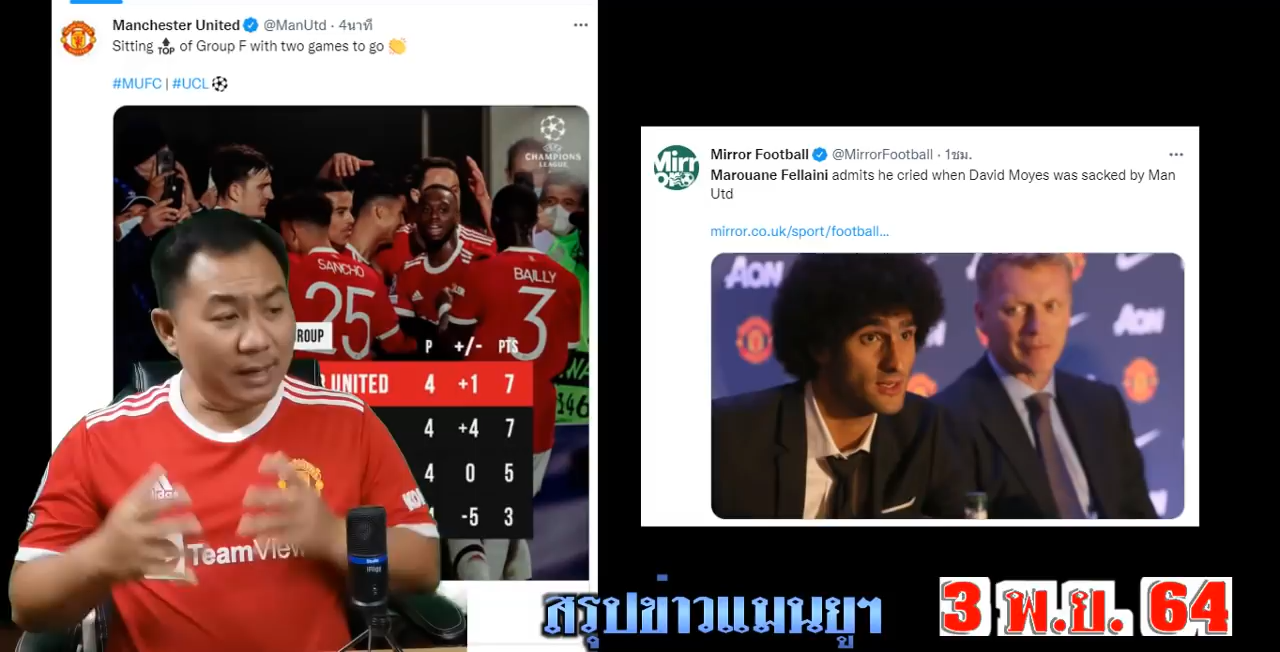 Manchester United @ManUtd · 4นาที
Sitting TOP of Group F with two games to go
#MUFC | #UCL
CHAMPIONS
LEAGUE
SANCHO
25
BAILLY
3
GROUP
P +/- PTS
UNITED 4 +1 7
4 +4 7
4 0 5
-5 3
adidas
TeamView
Mirror Football @MirrorFootball · 1ชม.
Marouane Fellaini admits he cried when David Moyes was sacked by Man
Utd
mirror.co.uk/sport/football...
AON
AON
สรุปข่าวแมนยูฯ
3 พ.ย. 64